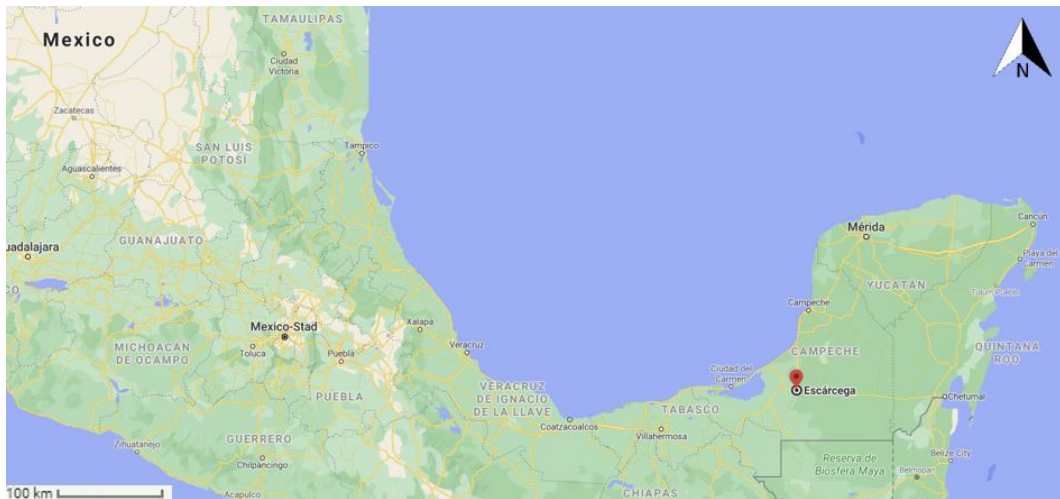 TAMAULIPAS
Mexico
Ciudad
Victoria
N
Zacatecas
SAN LUIS
POTOSÍ
Tampico
Aguascalientes
GUANAJUATO
uadalajara
Mérida
Cancún
Playa del
Carmen
YUCATÁN
Tulum Pueblo
CO
Campeche
Mexico-Stad
Xalapa
MICHOACÁN
DE OCAMPO
Toluca
Puebla
Veracruz
CAMPECHE
QUINTANA
ROO
Ciudad del
Carmen
VERACRUZ
DE IGNACIO
DE LA LLAVE
Escárcega
PUEBLA
TABASCO
Chetumal
Coatzacoalcos
Villahermosa
Zihuatanejo
GUERRERO
Chilpancingo
Reserva de
Biosfera Maya
Belize City
Belmopan
100 km
Acapulco
CHIAPAS